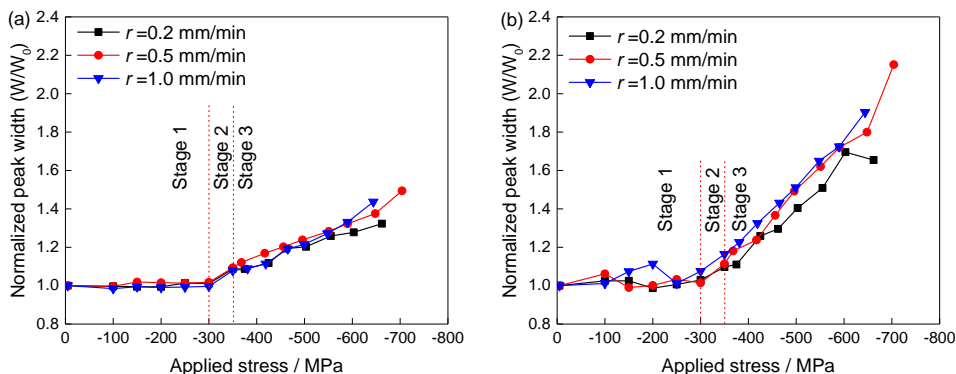 (a)
r=0.2 mm/min
r=0.5 mm/min
r=1.0 mm/min
Stage 1
Stage 2
Stage 3
Normalized peak width (W/W0)
2.4
2.2
2.0
1.8
1.6
1.4
1.2
1.0
0.8
0 -100 -200 -300 -400 -500 -600 -700 -800
Applied stress / MPa
(b)
r=0.2 mm/min
r=0.5 mm/min
r=1.0 mm/min
Stage 1
Stage 2
Stage 3
Normalized peak width (W/W0)
2.4
2.2
2.0
1.8
1.6
1.4
1.2
1.0
0.8
0 -100 -200 -300 -400 -500 -600 -700 -800
Applied stress / MPa